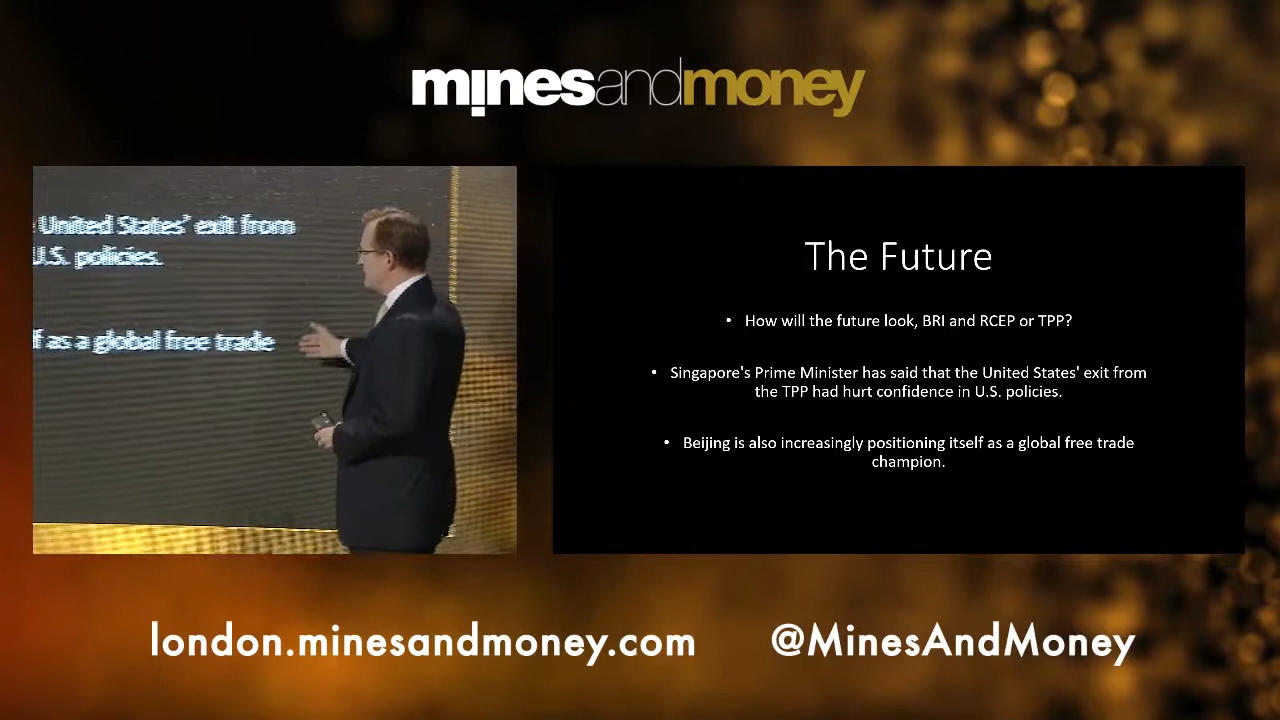 minesandmoney
United States' exit from
U.S. policies.
f as a global free trade
The Future
• How will the future look, BRI and RCEP or TPP?
• Singapore's Prime Minister has said that the United States' exit from
the TPP had hurt confidence in U.S. policies.
• Beijing is also increasingly positioning itself as a global free trade
champion.
london.minesandmoney.com
@MinesAndMoney